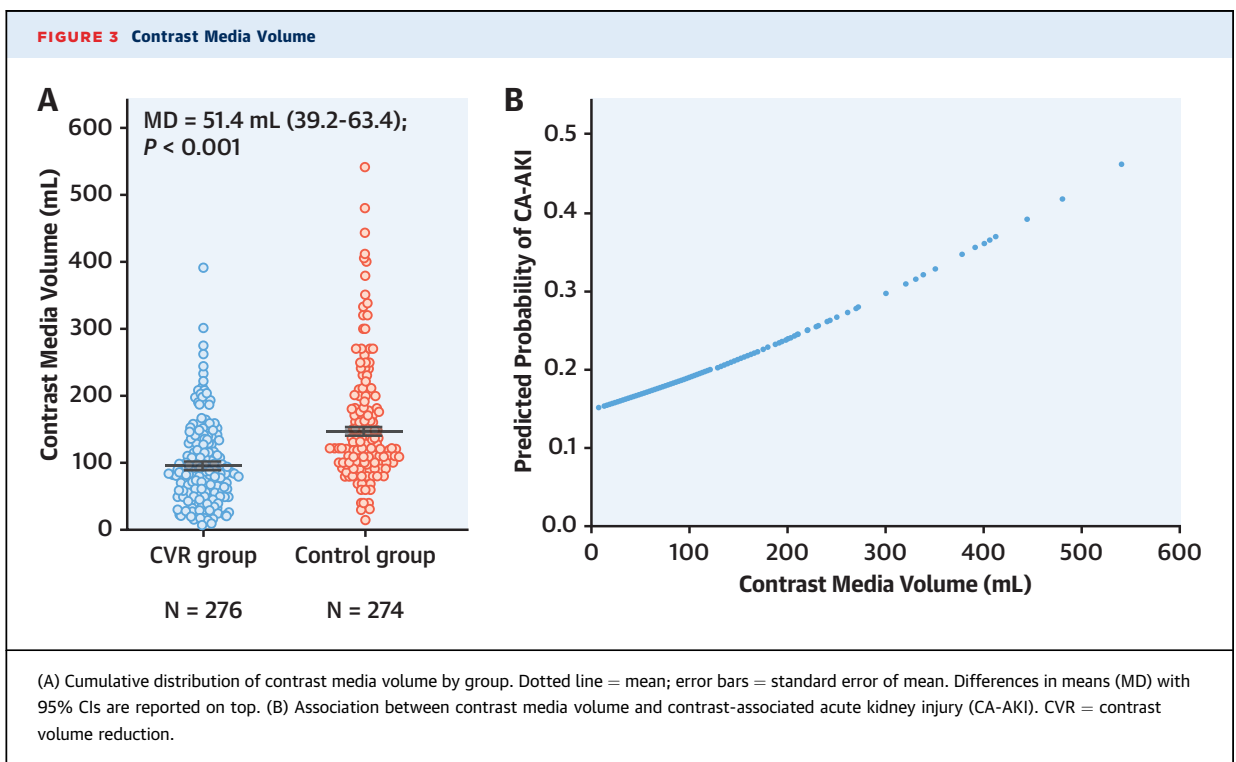 FIGURE 3 Contrast Media Volume
A
MD = 51.4 mL (39.2-63.4);
P < 0.001
Contrast Media Volume (mL)
600
500
400
300
200
100
0
CVR group
Control group
N = 276
N = 274
B
Predicted Probability of CA-AKI
0.5
0.4
0.3
0.2
0.1
0.0
0
100
200
300
400
500
600
Contrast Media Volume (mL)
(A) Cumulative distribution of contrast media volume by group. Dotted line = mean; error bars = standard error of mean. Differences in means (MD) with
95% CIs are reported on top. (B) Association between contrast media volume and contrast-associated acute kidney injury (CA-AKI). CVR = contrast
volume reduction.